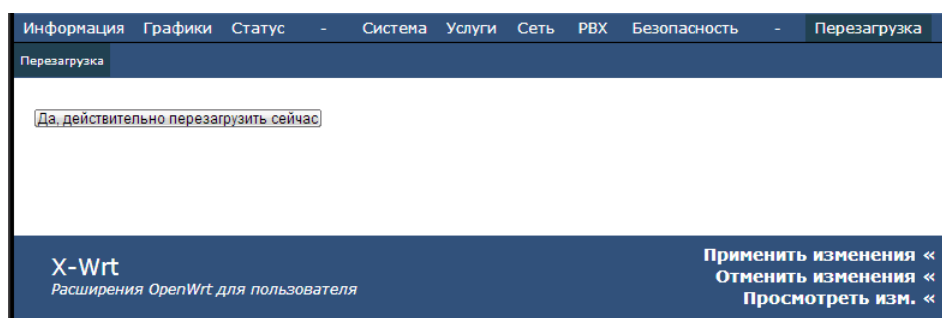 Информация Графики Статус - Система Услуги Сеть PBX Безопасность - Перезагрузка
Перезагрузка
Да, действительно перезагрузить сейчас
X-Wrt
Расширения OpenWrt для пользователя
Применить изменения «
Отменить изменения «
Просмотреть изм. «